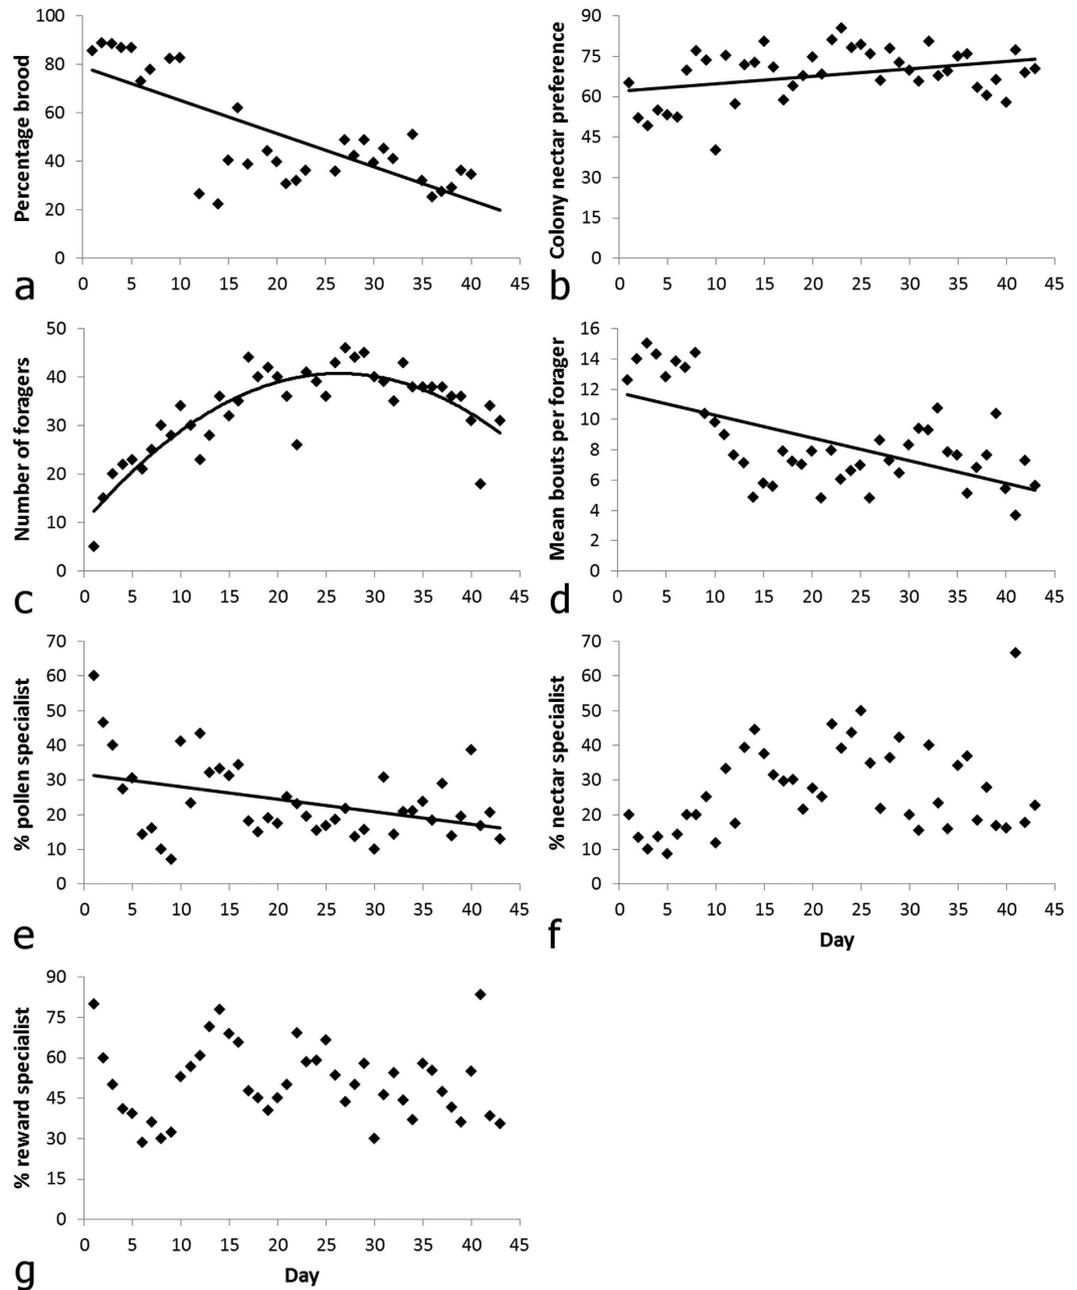 Percentage brood
100
80
60
40
20
0
0 5 10 15 20 25 30 35 40 45
a
Colony nectar preference
90
75
60
45
30
15
0
0 5 10 15 20 25 30 35 40 45
b
Number of foragers
50
40
30
20
10
0
0 5 10 15 20 25 30 35 40 45
c
Mean bouts per forager
16
14
12
10
8
6
4
2
0
0 5 10 15 20 25 30 35 40 45
d
% pollen specialist
70
60
50
40
30
20
10
0
0 5 10 15 20 25 30 35 40 45
e
% nectar specialist
70
60
50
40
30
20
10
0
0 5 10 15 20 25 30 35 40 45
Day
f
% reward specialist
90
75
60
45
30
15
0
0 5 10 15 20 25 30 35 40 45
Day
g